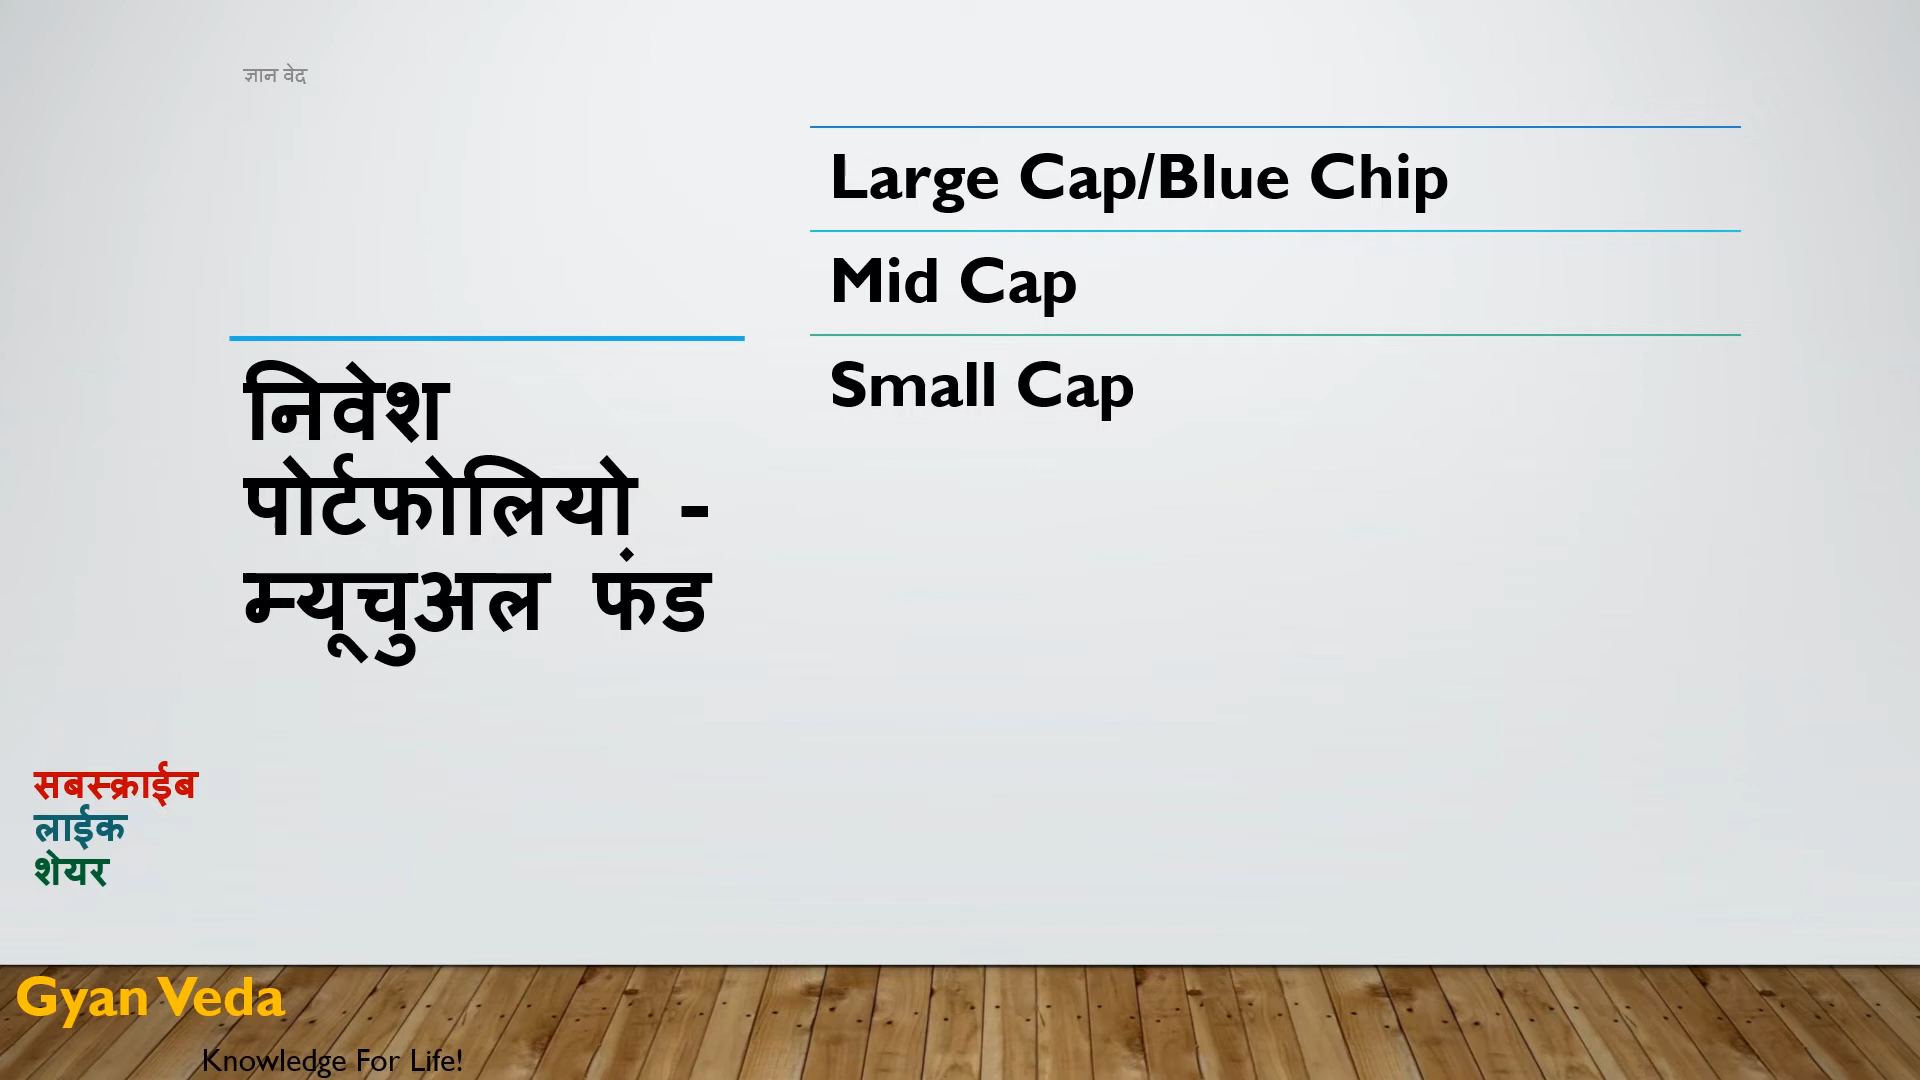 ज्ञान वेद
निवेश
पोर्टफोलियो -
म्यूचुअल फंड
Large Cap/Blue Chip
Mid Cap
Small Cap
सबस्क्राईब
लाईक
शेयर
Gyan Veda
Knowledge For Life!